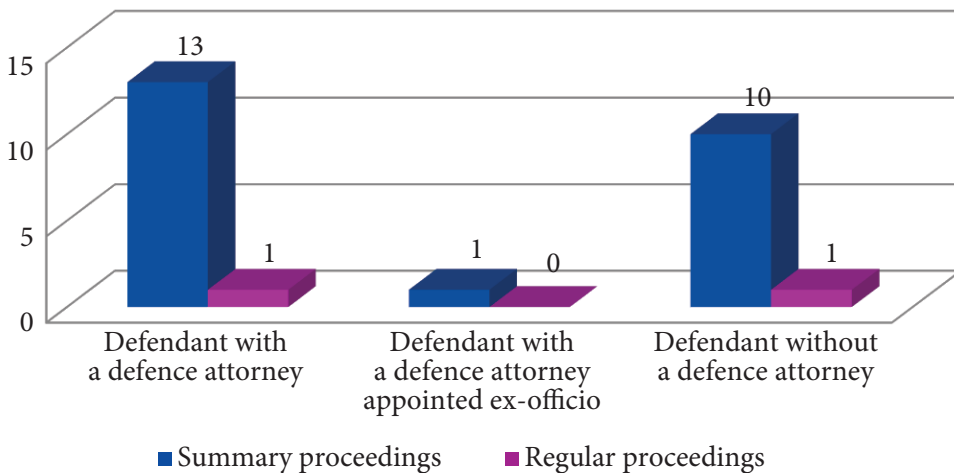 15
10
5
0
13
1
1
0
10
1
Defendant with
a defence attorney
Defendant with
a defence attorney
appointed ex-officio
Defendant without
a defence attorney
Summary proceedings
Regular proceedings